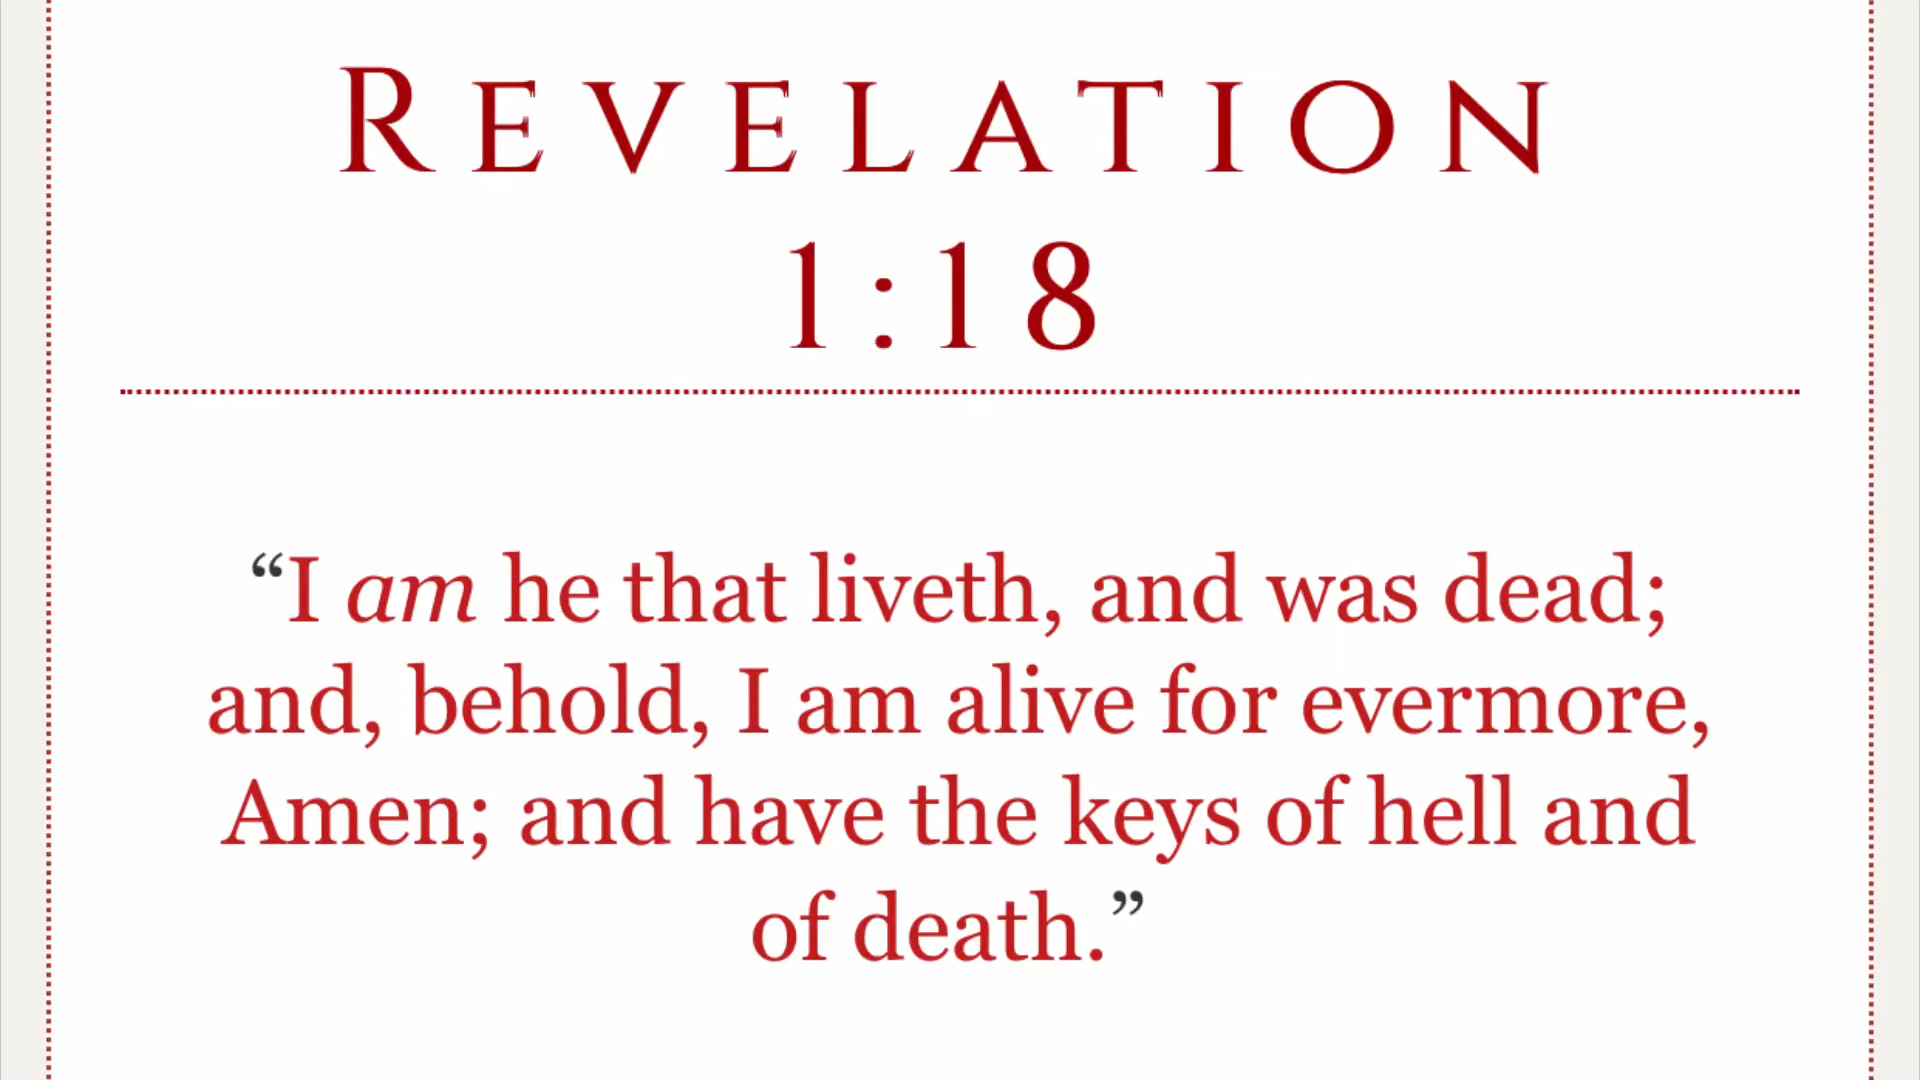 REVELATION
1:18
“I am he that liveth, and was dead;
and, behold, I am alive for evermore,
Amen; and have the keys of hell and
of death.”